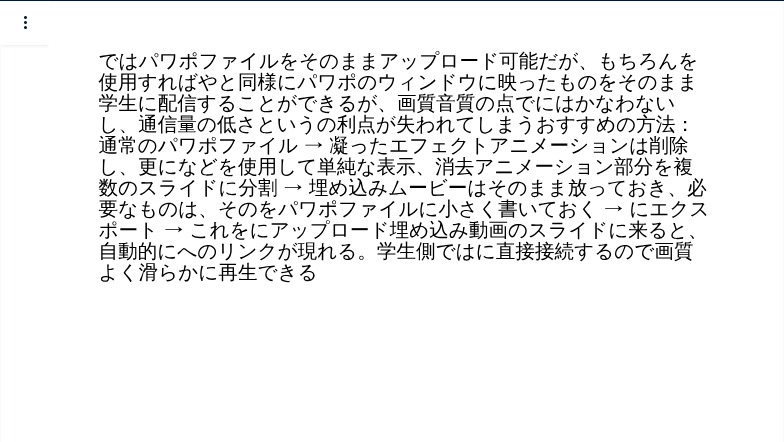 ではパワポファイルをそのままアップロード可能だが、もちろんを
使用すればやと同様にパワポのウィンドウに映ったものをそのまま
学生に配信することができるが、画質音質の点でにはかなわない
し、通信量の低さというの利点が失われてしまうおすすめの方法：
通常のパワポファイル → 凝ったエフェクトアニメーションは削除
し、更になどを使用して単純な表示、消去アニメーション部分を複
数のスライドに分割 → 埋め込みムービーはそのまま放っておき、必
要なものは、そのをパワポファイルに小さく書いておく → にエクス
ポート → これをにアップロード埋め込み動画のスライドに来ると、
自動的にへのリンクが現れる。学生側ではに直接接続するので画質
よく滑らかに再生できる